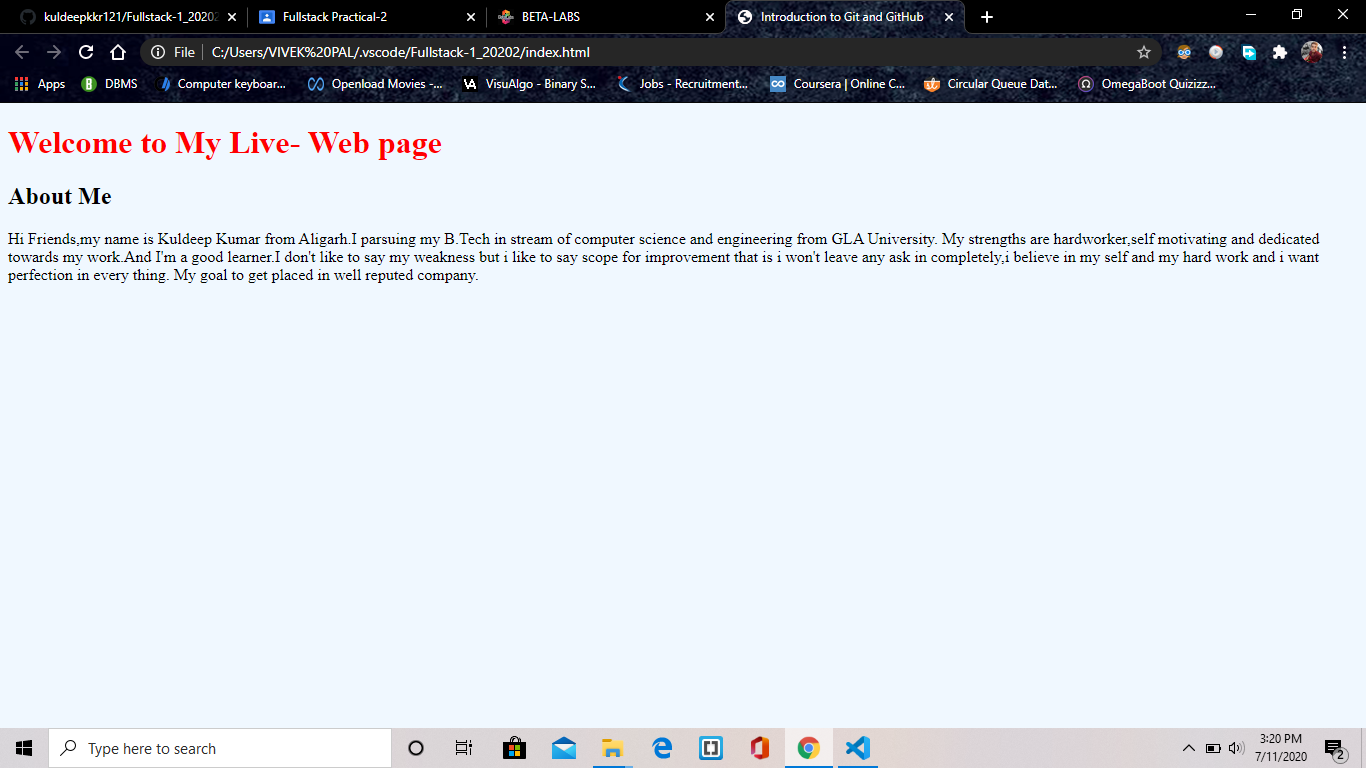 kuldeepkkr121/Fullstack-1_20202
Fullstack Practical-2
BETA-LABS
Introduction to Git and GitHub
File
C:/Users/VIVEK%20PAL/.vscode/Fullstack-1_20202/index.html
Apps
DBMS
Computer keyboar...
Openload Movies -...
VisuAlgo - Binary S...
Jobs - Recruitment...
Coursera | Online C...
Circular Queue Dat...
OmegaBoot Quizizz...
Welcome to My Live- Web page
About Me
Hi Friends,my name is Kuldeep Kumar from Aligarh.I parsuing my B.Tech in stream of computer science and engineering from GLA University. My strengths are hardworker,self motivating and dedicated
towards my work.And I'm a good learner.I don't like to say my weakness but i like to say scope for improvement that is i won't leave any ask in completely,i believe in my self and my hard work and i want
perfection in every thing. My goal to get placed in well reputed company.
Type here to search
3:20 PM
7/11/2020
2